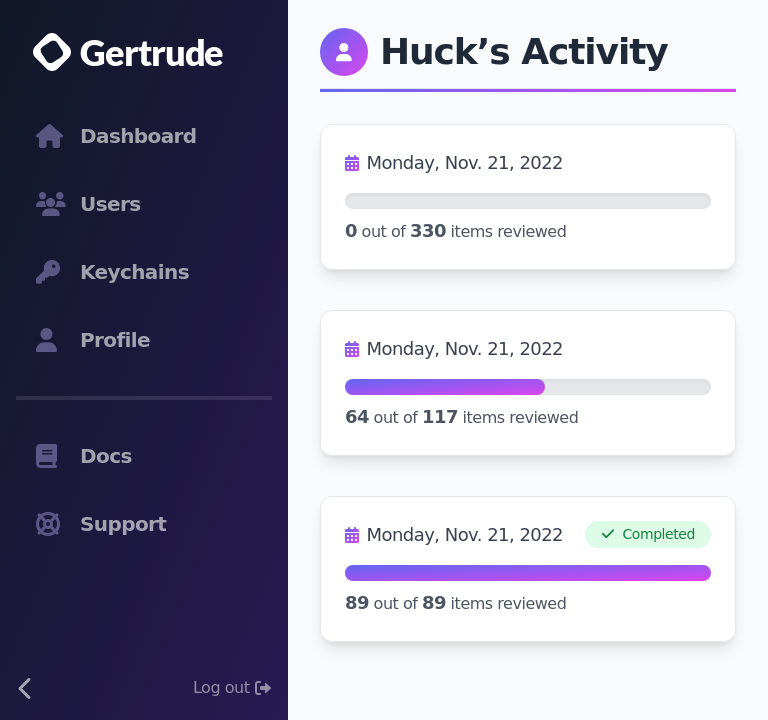 Gertrude
Dashboard
Users
Keychains
Profile
Docs
Support
Log out
Huck’s Activity
Monday, Nov. 21, 2022
0 out of 330 items reviewed
Monday, Nov. 21, 2022
64 out of 117 items reviewed
Monday, Nov. 21, 2022 Completed
89 out of 89 items reviewed